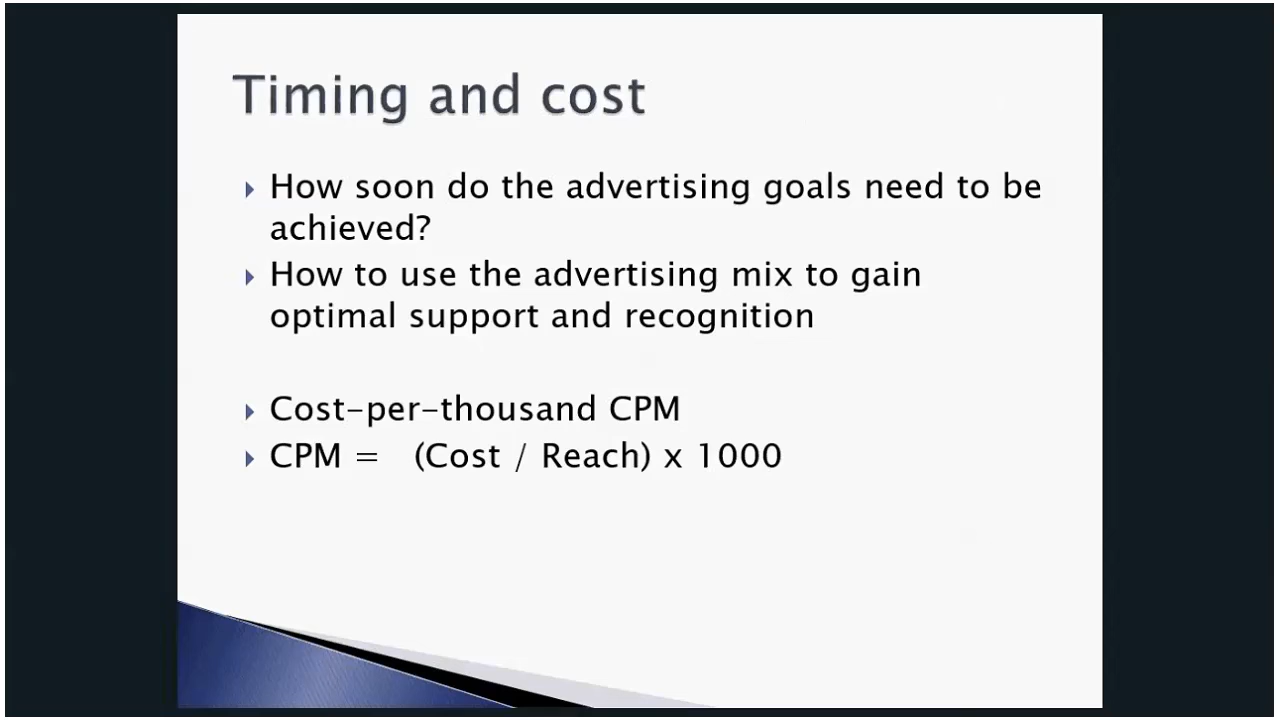 Timing and cost
How soon do the advertising goals need to be
achieved?
How to use the advertising mix to gain
optimal support and recognition
Cost-per-thousand CPM
CPM = (Cost / Reach) x 1000